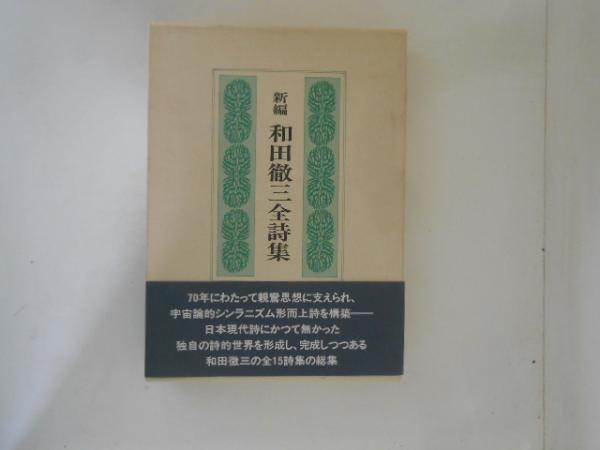 新編
和田徹三全詩集
70年にわたって親鸞思想に支えられ、
宇宙論的シンラニズム形而上詩を構築──
日本現代詩にかつて無かった
独自の詩的世界を形成し、完成しつつある
和田徹三の全15詩集の総集